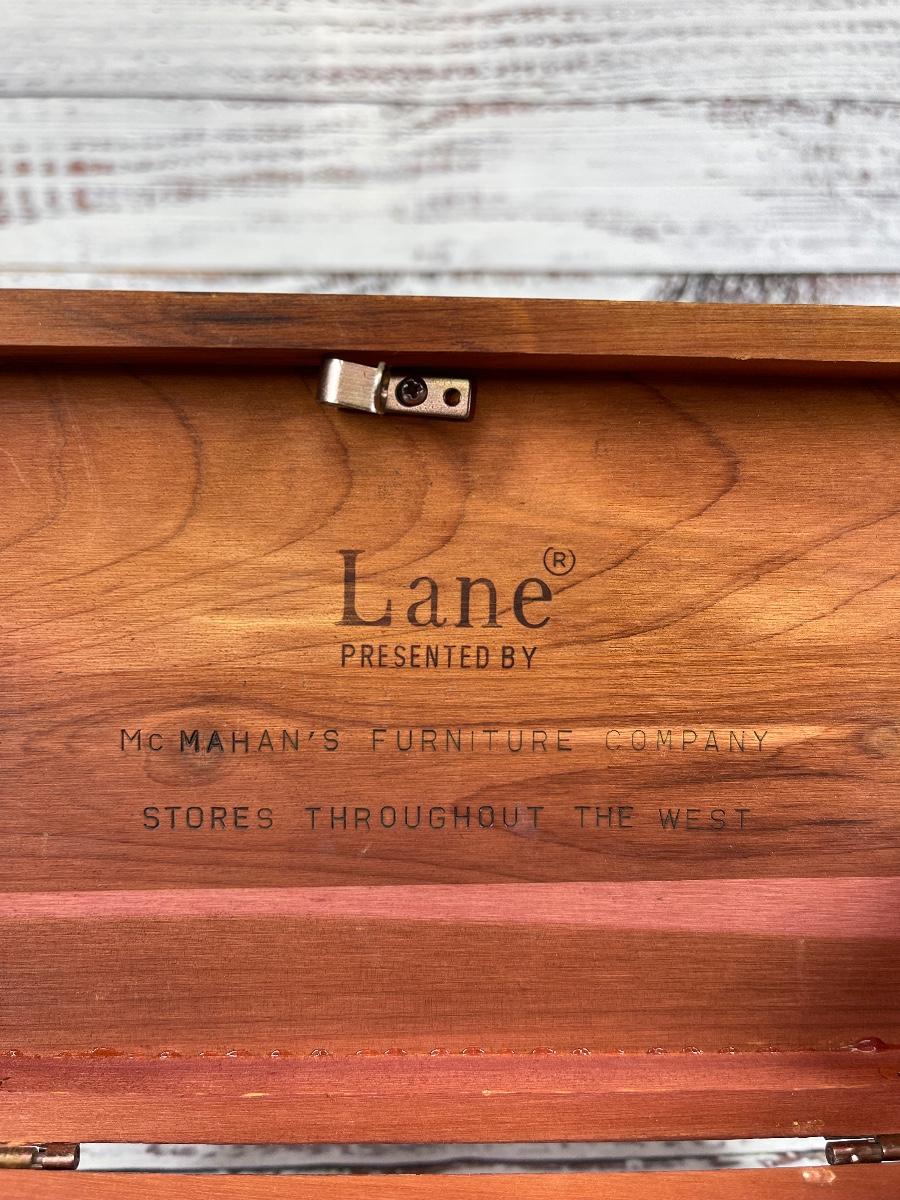 Lane®
PRESENTED BY
McMAHAN'S FURNITURE COMPANY
STORES THROUGHOUT THE WEST